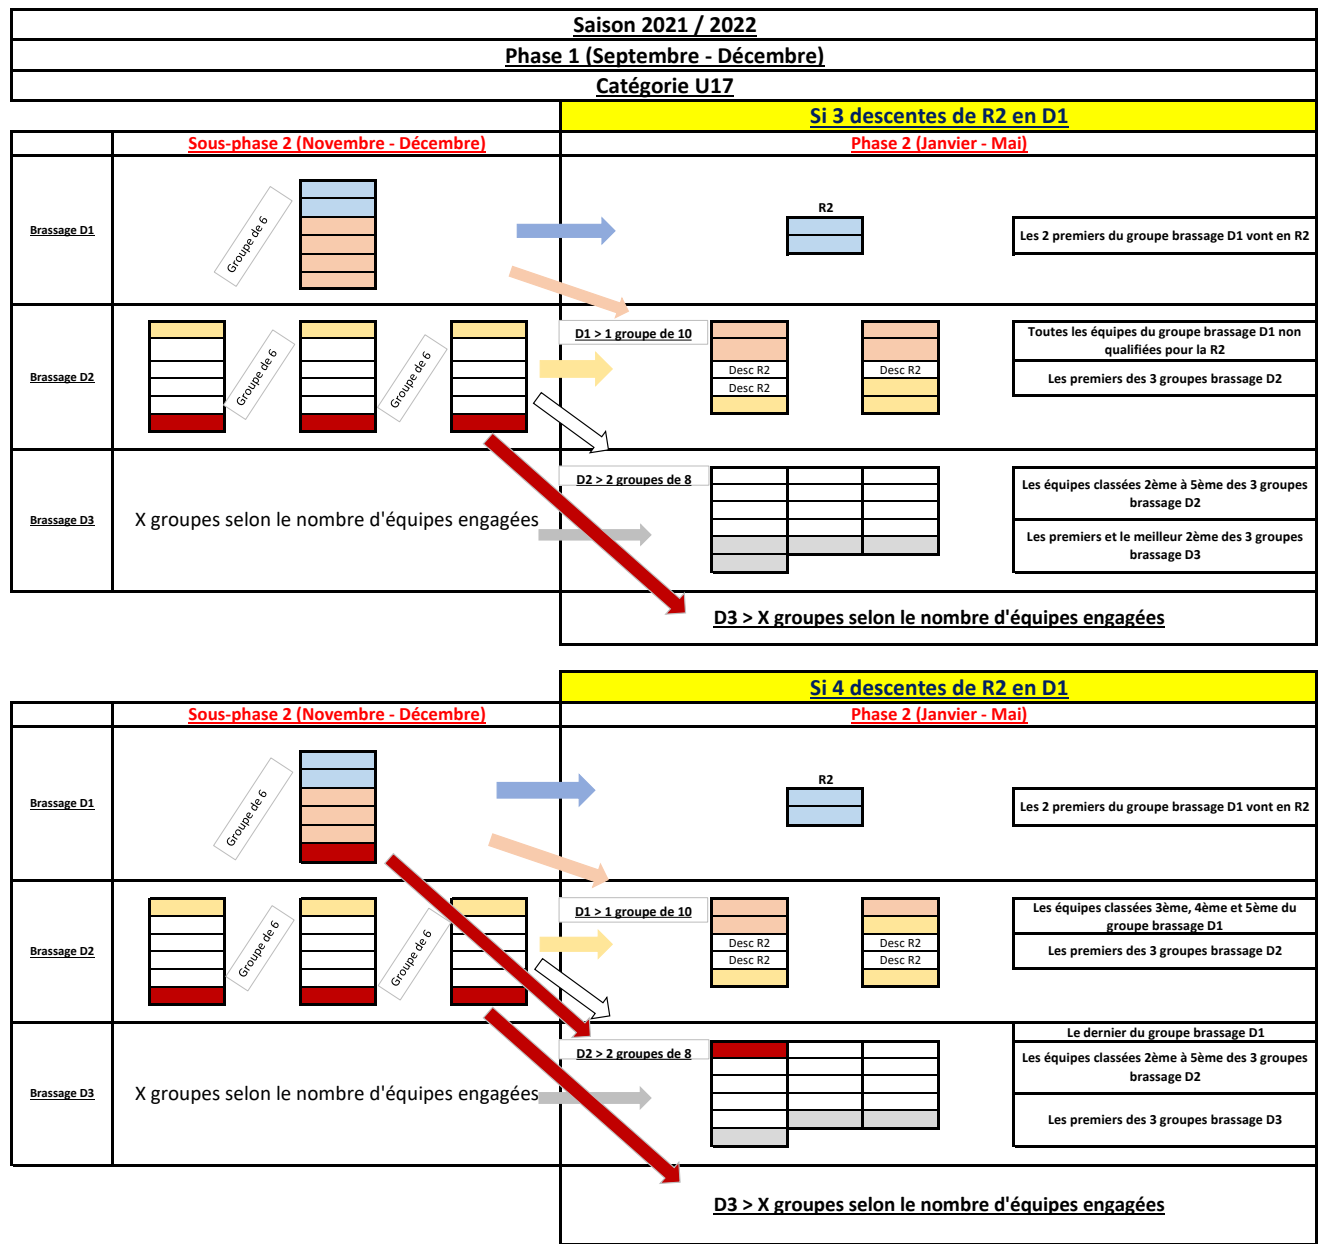 Saison 2021 / 2022
Phase 1 (Septembre - Décembre)
Catégorie U17
Si 3 descentes de R2 en D1
Sous-phase 2 (Novembre - Décembre)
Phase 2 (Janvier - Mai)
Brassage D1
Groupe de 6
R2
Les 2 premiers du groupe brassage D1 vont en R2
Brassage D2
Groupe de 6
Groupe de 6
D1 > 1 groupe de 10
Desc R2
Desc R2
Desc R2
Toutes les équipes du groupe brassage D1 non
qualifiées pour la R2
Les premiers des 3 groupes brassage D2
Brassage D3
X groupes selon le nombre d'équipes engagées
D2 > 2 groupes de 8
Les équipes classées 2ème à 5ème des 3 groupes
brassage D2
Les premiers et le meilleur 2ème des 3 groupes
brassage D3
D3 > X groupes selon le nombre d'équipes engagées
Si 4 descentes de R2 en D1
Sous-phase 2 (Novembre - Décembre)
Phase 2 (Janvier - Mai)
Brassage D1
Groupe de 6
R2
Les 2 premiers du groupe brassage D1 vont en R2
Brassage D2
Groupe de 6
Groupe de 6
D1 > 1 groupe de 10
Desc R2
Desc R2
Desc R2
Desc R2
Les équipes classées 3ème, 4ème et 5ème du
groupe brassage D1
Les premiers des 3 groupes brassage D2
Brassage D3
X groupes selon le nombre d'équipes engagées
D2 > 2 groupes de 8
Le dernier du groupe brassage D1
Les équipes classées 2ème à 5ème des 3 groupes
brassage D2
Les premiers des 3 groupes brassage D3
D3 > X groupes selon le nombre d'équipes engagées